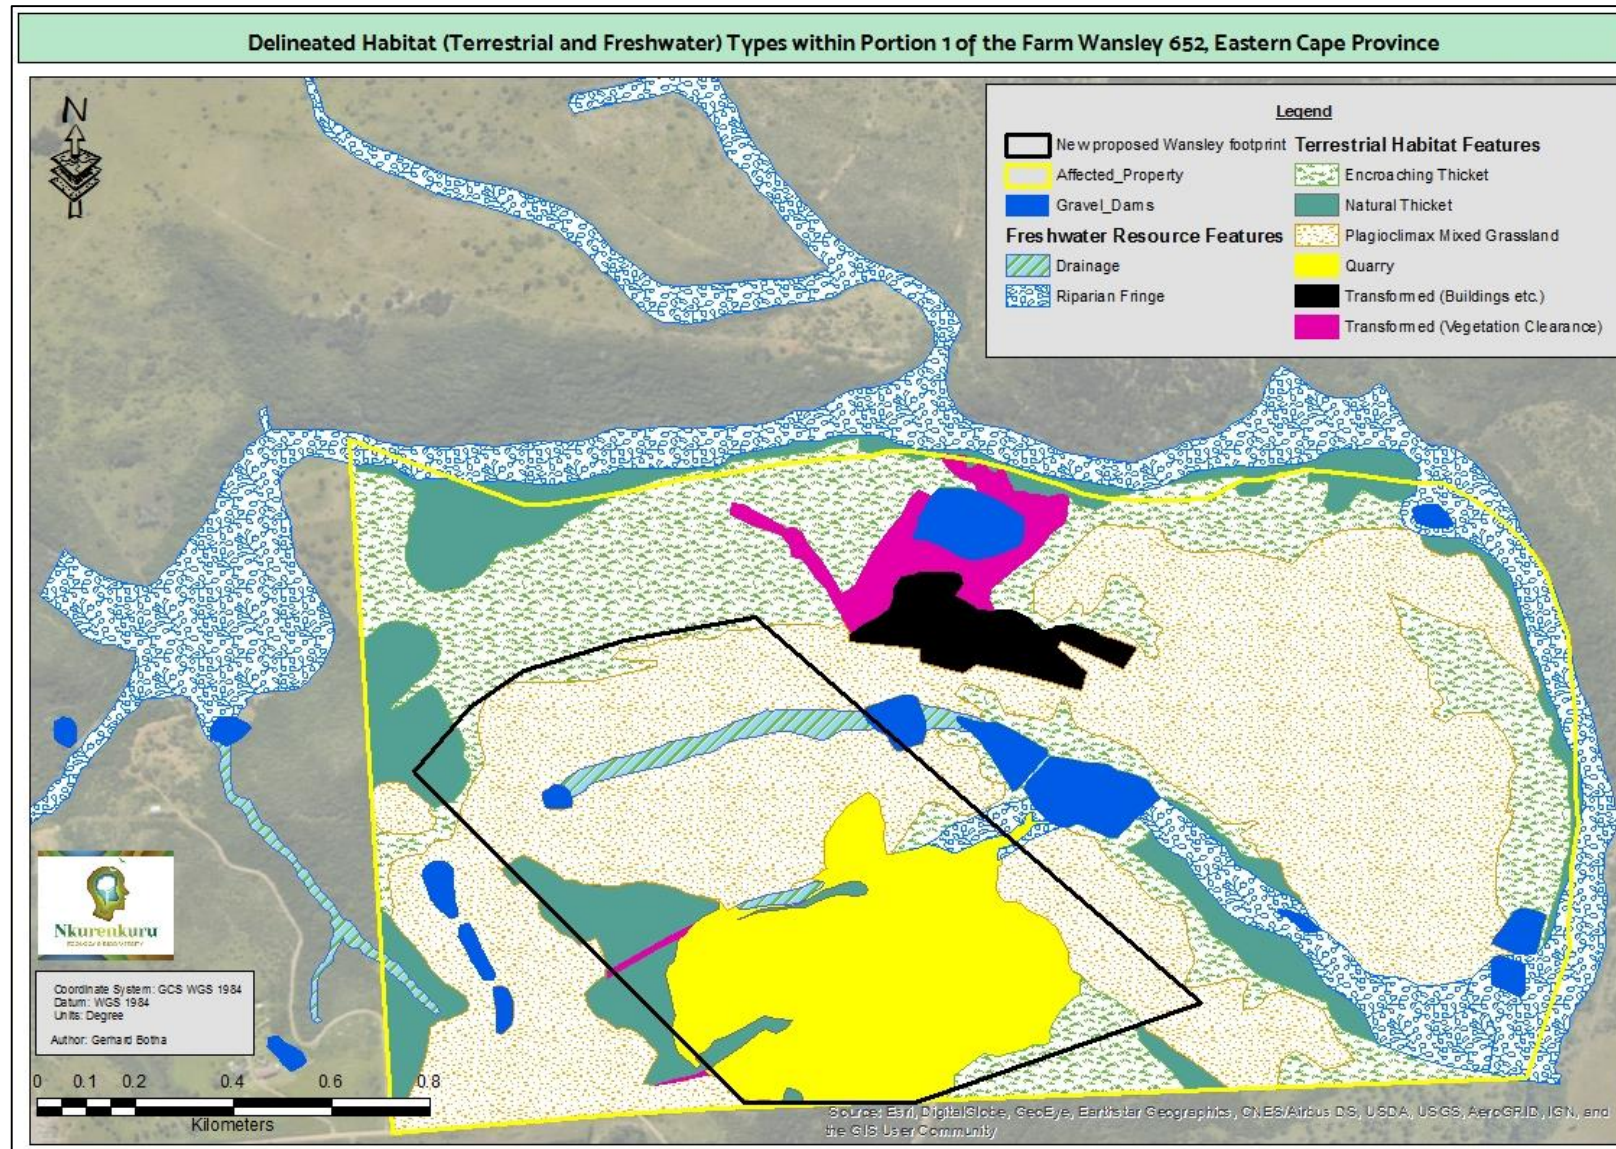 Delineated Habitat (Terrestrial and Freshwater) Types within Portion 1 of the Farm Wansley 652, Eastern Cape Province
N
Legend
New proposed Wansley footprint
Affected_Property
Gravel_Dams
Freshwater Resource Features
Drainage
Riparian Fringe
Terrestrial Habitat Features
Encroaching Thicket
Natural Thicket
Plagioclimax Mixed Grassland
Quarry
Transformed (Buildings etc.)
Transformed (Vegetation Clearance)
Nkurenkuru
Coordinate System: GCS WGS 1984
Datum: WGS 1984
Units: Degree
Author: Gerhard Botha
0 0.1 0.2 0.4 0.6 0.8
Kilometers
Source: Esri, DigitalGlobe, GeoEye, Earthstar Geographics, CNES/Airbus DS, USDA, USGS, AeroGRID, IGN, and
the GIS User Community